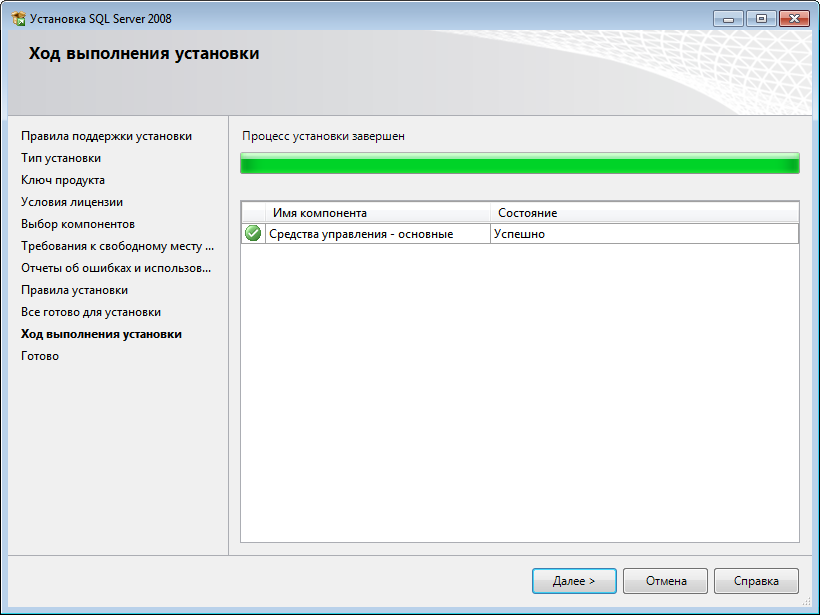 Установка SQL Server 2008
Ход выполнения установки
Правила поддержки установки
Тип установки
Ключ продукта
Условия лицензии
Выбор компонентов
Требования к свободному месту ...
Отчеты об ошибках и использов...
Правила установки
Все готово для установки
Ход выполнения установки
Готово
Процесс установки завершен
Имя компонента Состояние
Средства управления - основные Успешно
Далее > Отмена Справка